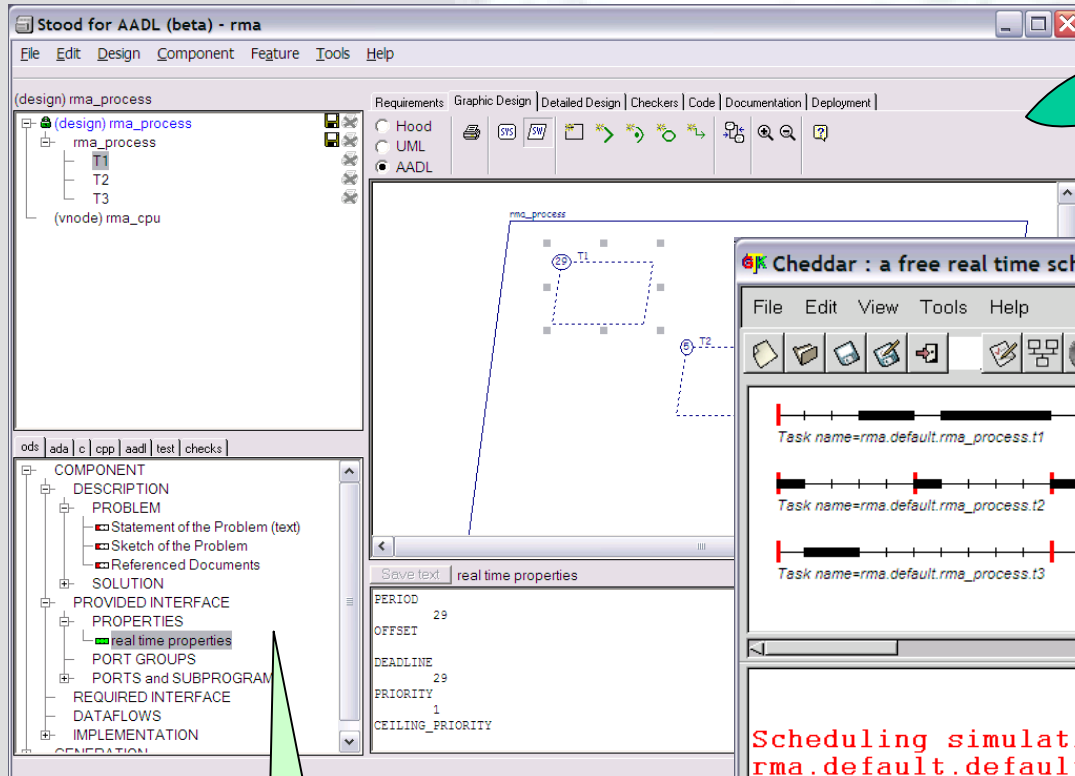 Stood for AADL (beta) - rma
File Edit Design Component Feature Tools Help
(design) rma_process
(design) rma_process
rma_process
T1
T2
T3
(vnode) rma_cpu
Requirements Graphic Design Detailed Design Checkers Code Documentation Deployment
Hood
UML
AADL
SYS SW
rma_process
29 T1
5 T2
ods ada c cpp aadl test checks
COMPONENT
DESCRIPTION
PROBLEM
Statement of the Problem (text)
Sketch of the Problem
Referenced Documents
SOLUTION
PROVIDED INTERFACE
PROPERTIES
real time properties
PORT GROUPS
PORTS and SUBPROGRAM
REQUIRED INTERFACE
DATAFLOWS
IMPLEMENTATION
Save text real time properties
PERIOD
29
OFFSET
DEADLINE
29
PRIORITY
1
CEILING_PRIORITY
Cheddar : a free real time sch
File Edit View Tools Help
Task name=rma.default.rma_process.t1
Task name=rma.default.rma_process.t2
Task name=rma.default.rma_process.t3
Scheduling simulat
rma.default.defaul